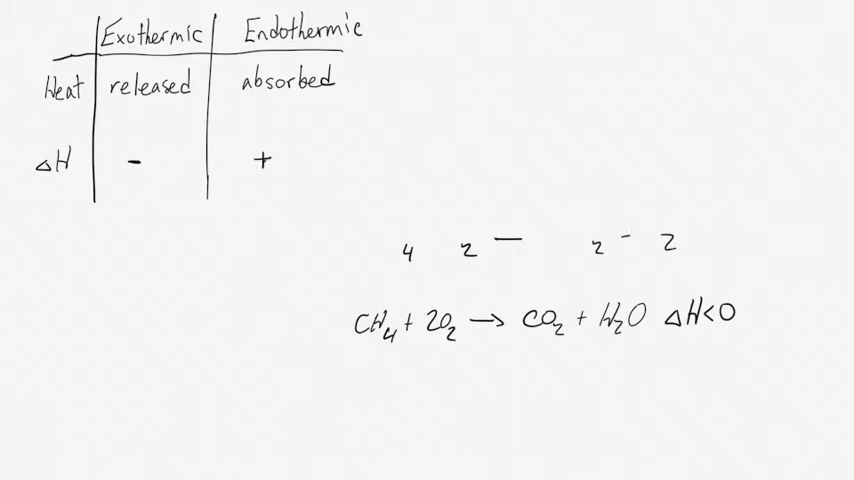 Exothermic Endothermic
Heat released absorbed
ΔH - +
4 2 — 2 - 2
CH₄ + 2O₂ → CO₂ + H₂O ΔH<0